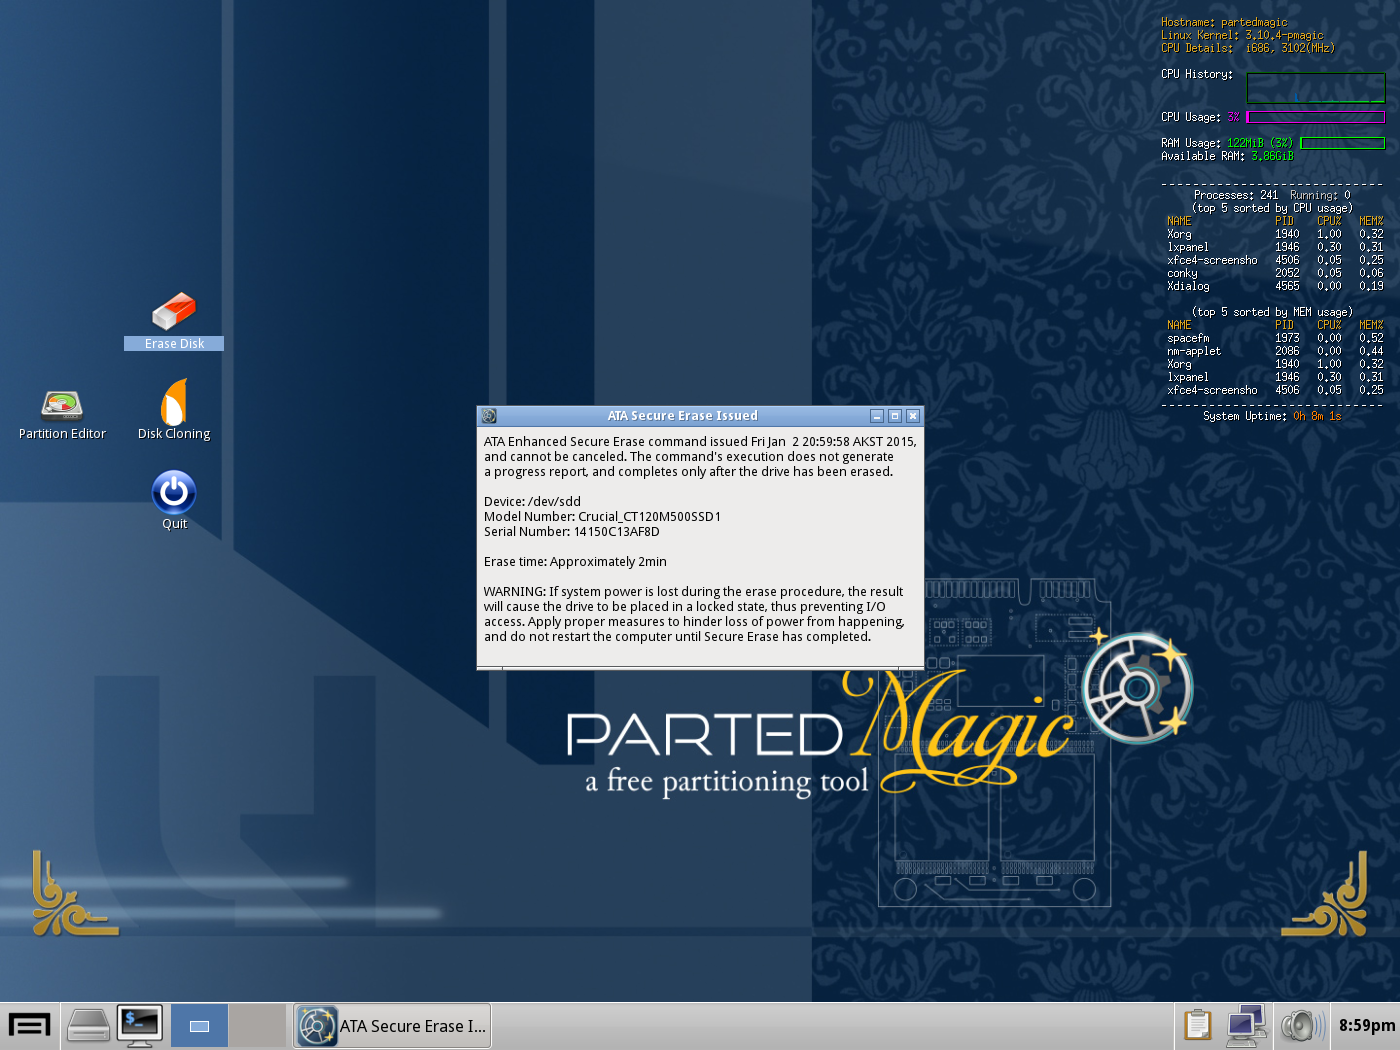 Hostname: partedmagic
Linux Kernel: 3.10.4-pmagic
CPU Details: i686, 3102(MHz)
CPU History:
CPU Usage: 3%
RAM Usage: 122MiB (3%)
Available RAM: 3.86GiB
Processes: 241 Running: 0
(top 5 sorted by CPU usage)
NAME PID CPU% MEM%
Xorg 1940 1.00 0.32
lxpanel 1946 0.30 0.31
xfce4-screensho 4506 0.05 0.25
conky 2052 0.05 0.06
Xdialog 4565 0.00 0.19
(top 5 sorted by MEM usage)
NAME PID CPU% MEM%
spacefm 1973 0.00 0.52
nm-applet 2086 0.00 0.44
Xorg 1940 1.00 0.32
lxpanel 1946 0.30 0.31
xfce4-screensho 4506 0.05 0.25
System Uptime: 0h 8m 1s
Erase Disk
Partition Editor
Disk Cloning
Quit
ATA Secure Erase Issued
ATA Enhanced Secure Erase command issued Fri Jan  2 20:59:58 AKST 2015,
and cannot be canceled. The command's execution does not generate
a progress report, and completes only after the drive has been erased.
Device: /dev/sdd
Model Number: Crucial_CT120M500SSD1
Serial Number: 14150C13AF8D
Erase time: Approximately 2min
WARNING: If system power is lost during the erase procedure, the result
will cause the drive to be placed in a locked state, thus preventing I/O
access. Apply proper measures to hinder loss of power from happening,
and do not restart the computer until Secure Erase has completed.
PARTED Magic
a free partitioning tool
$_
ATA Secure Erase I...
8:59pm